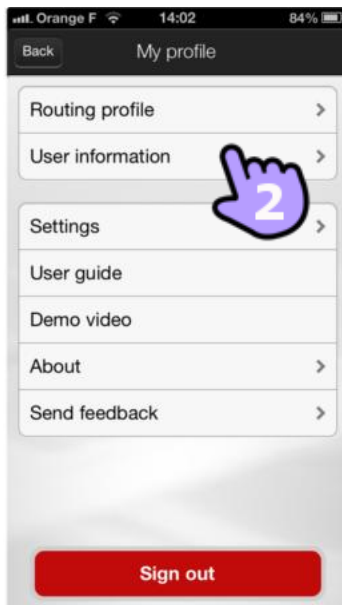 Orange F 14:02 84%
Back My profile
Routing profile
User information
2
Settings
User guide
Demo video
About
Send feedback
Sign out